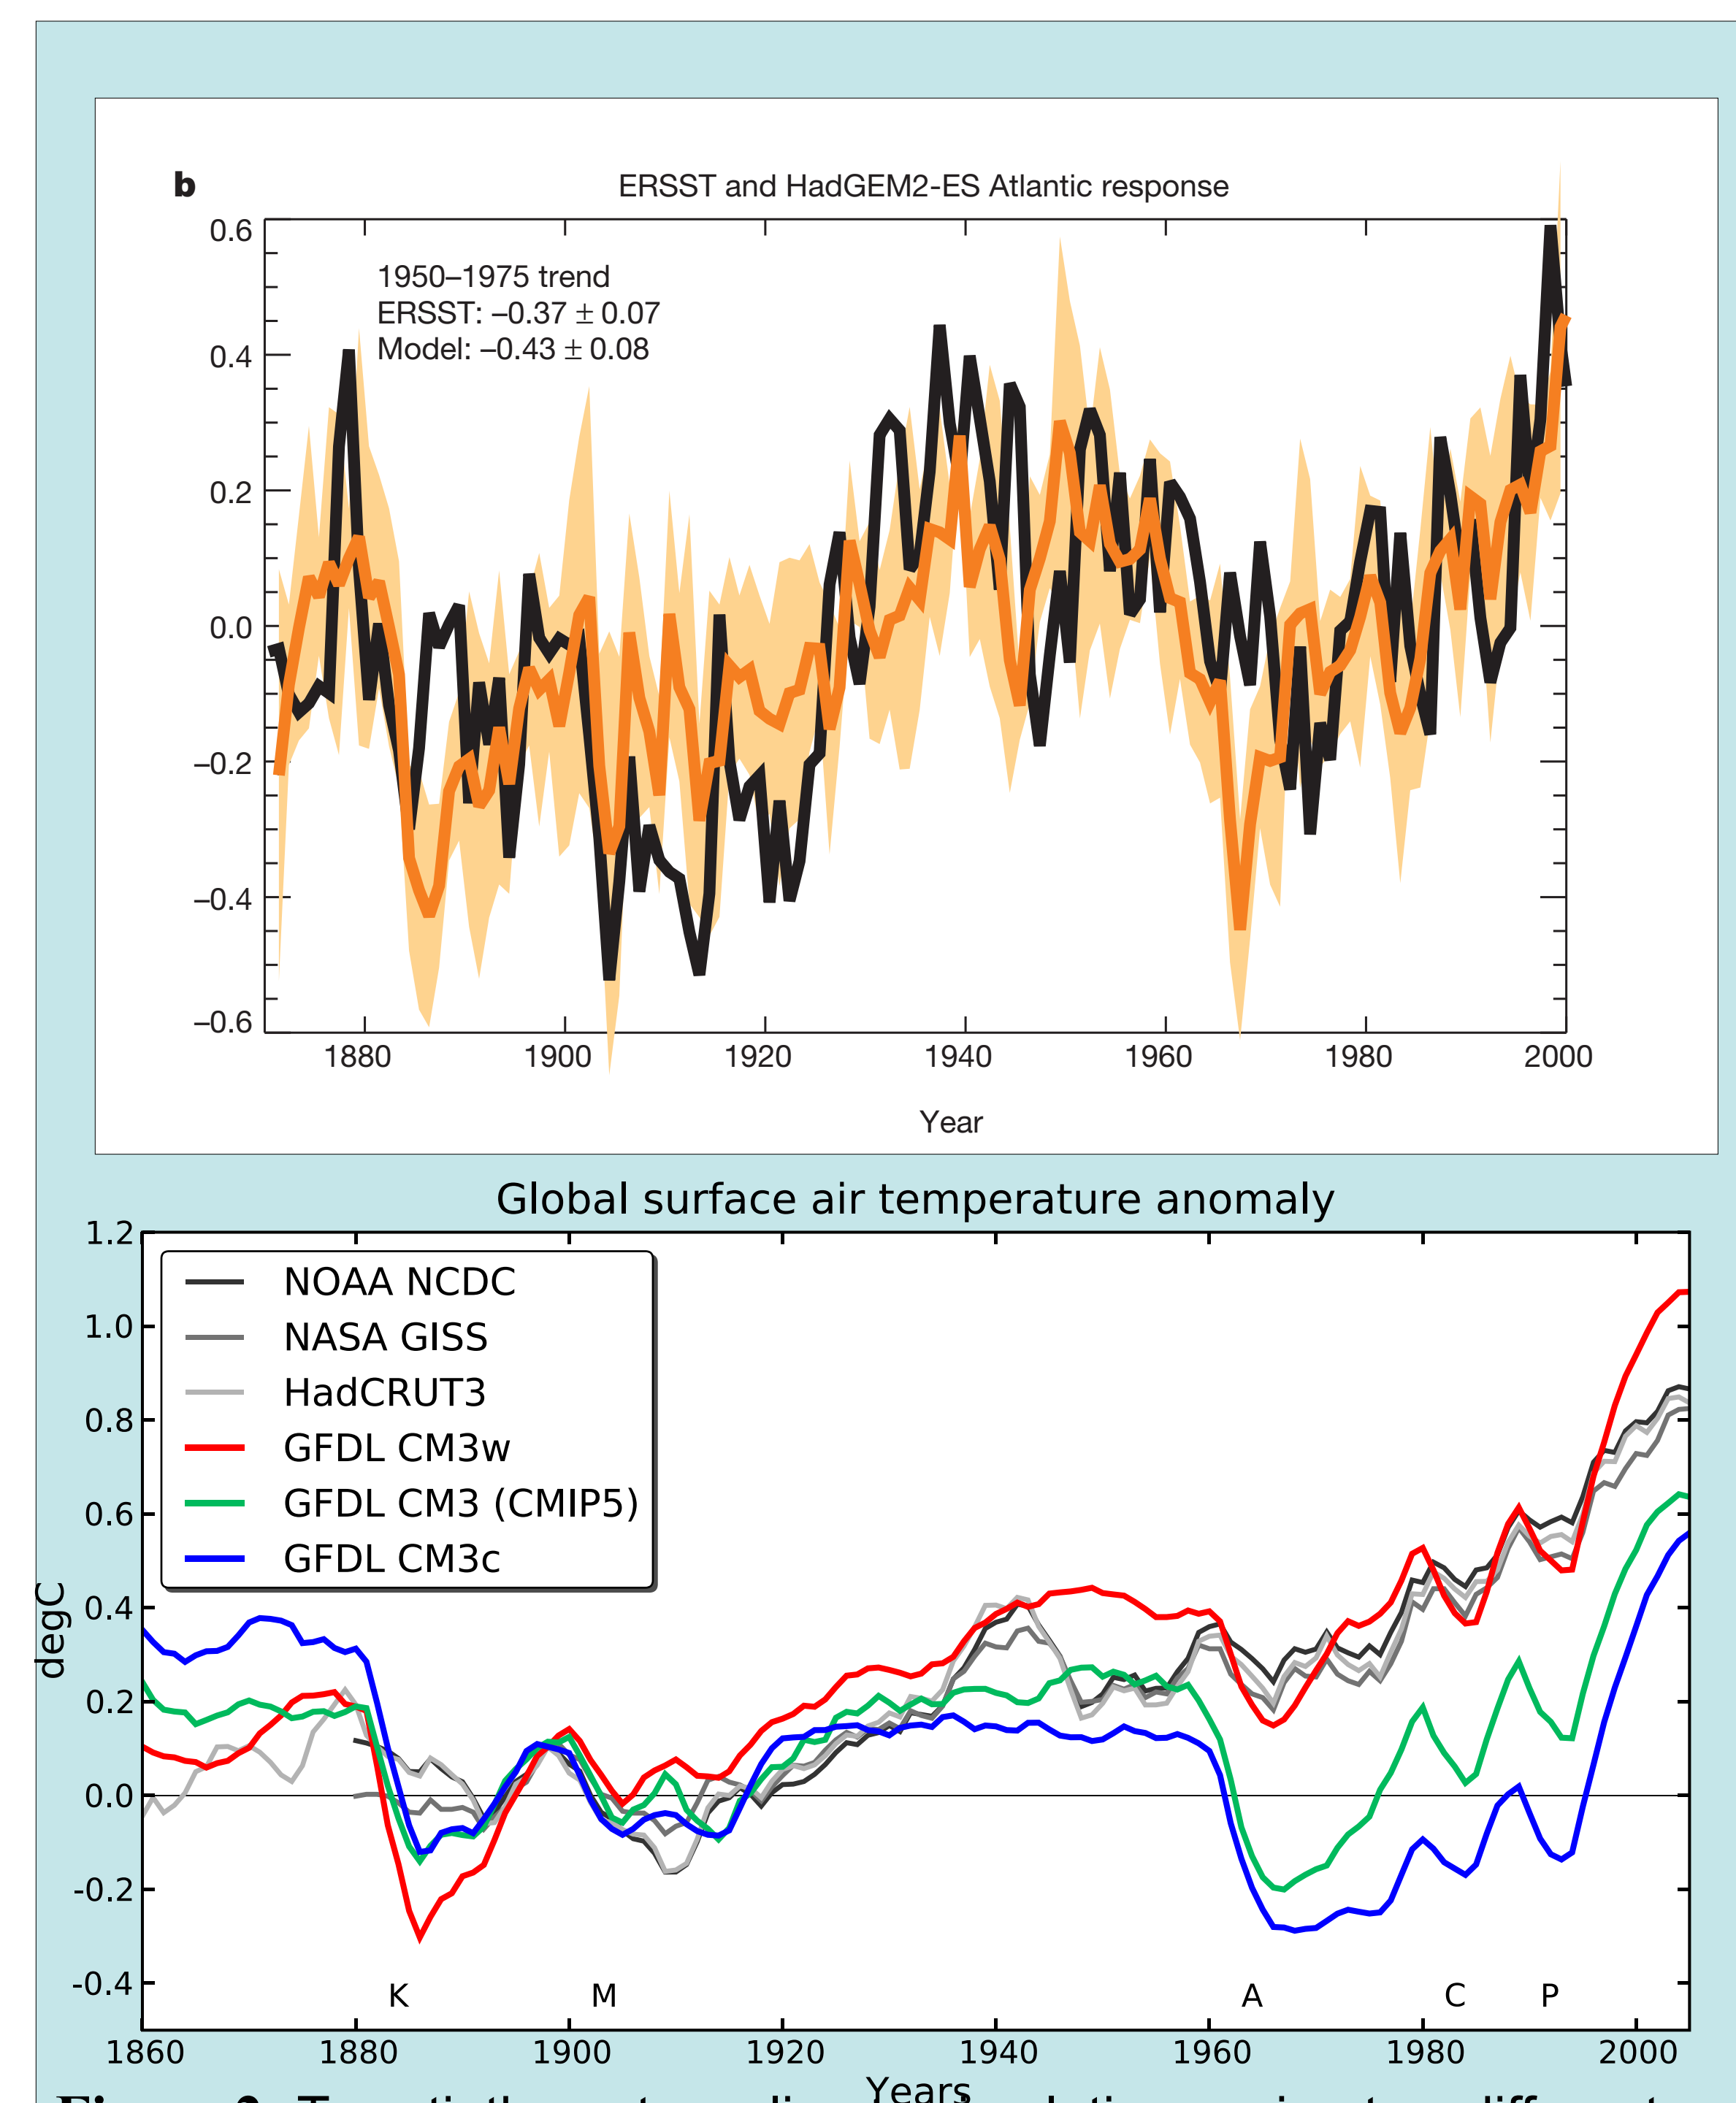 b
ERSST and HadGEM2-ES Atlantic response
0.6
0.4
0.2
0.0
–0.2
–0.4
–0.6
1950–1975 trend
ERSST: –0.37 ± 0.07
Model: –0.43 ± 0.08
1880 1900 1920 1940 1960 1980 2000
Year
Global surface air temperature anomaly
1.2
1.0
0.8
0.6
0.4
0.2
0.0
-0.2
-0.4
degC
NOAA NCDC
NASA GISS
HadCRUT3
GFDL CM3w
GFDL CM3 (CMIP5)
GFDL CM3c
K M A C P
1860 1880 1900 1920 1940 1960 1980 2000
Years